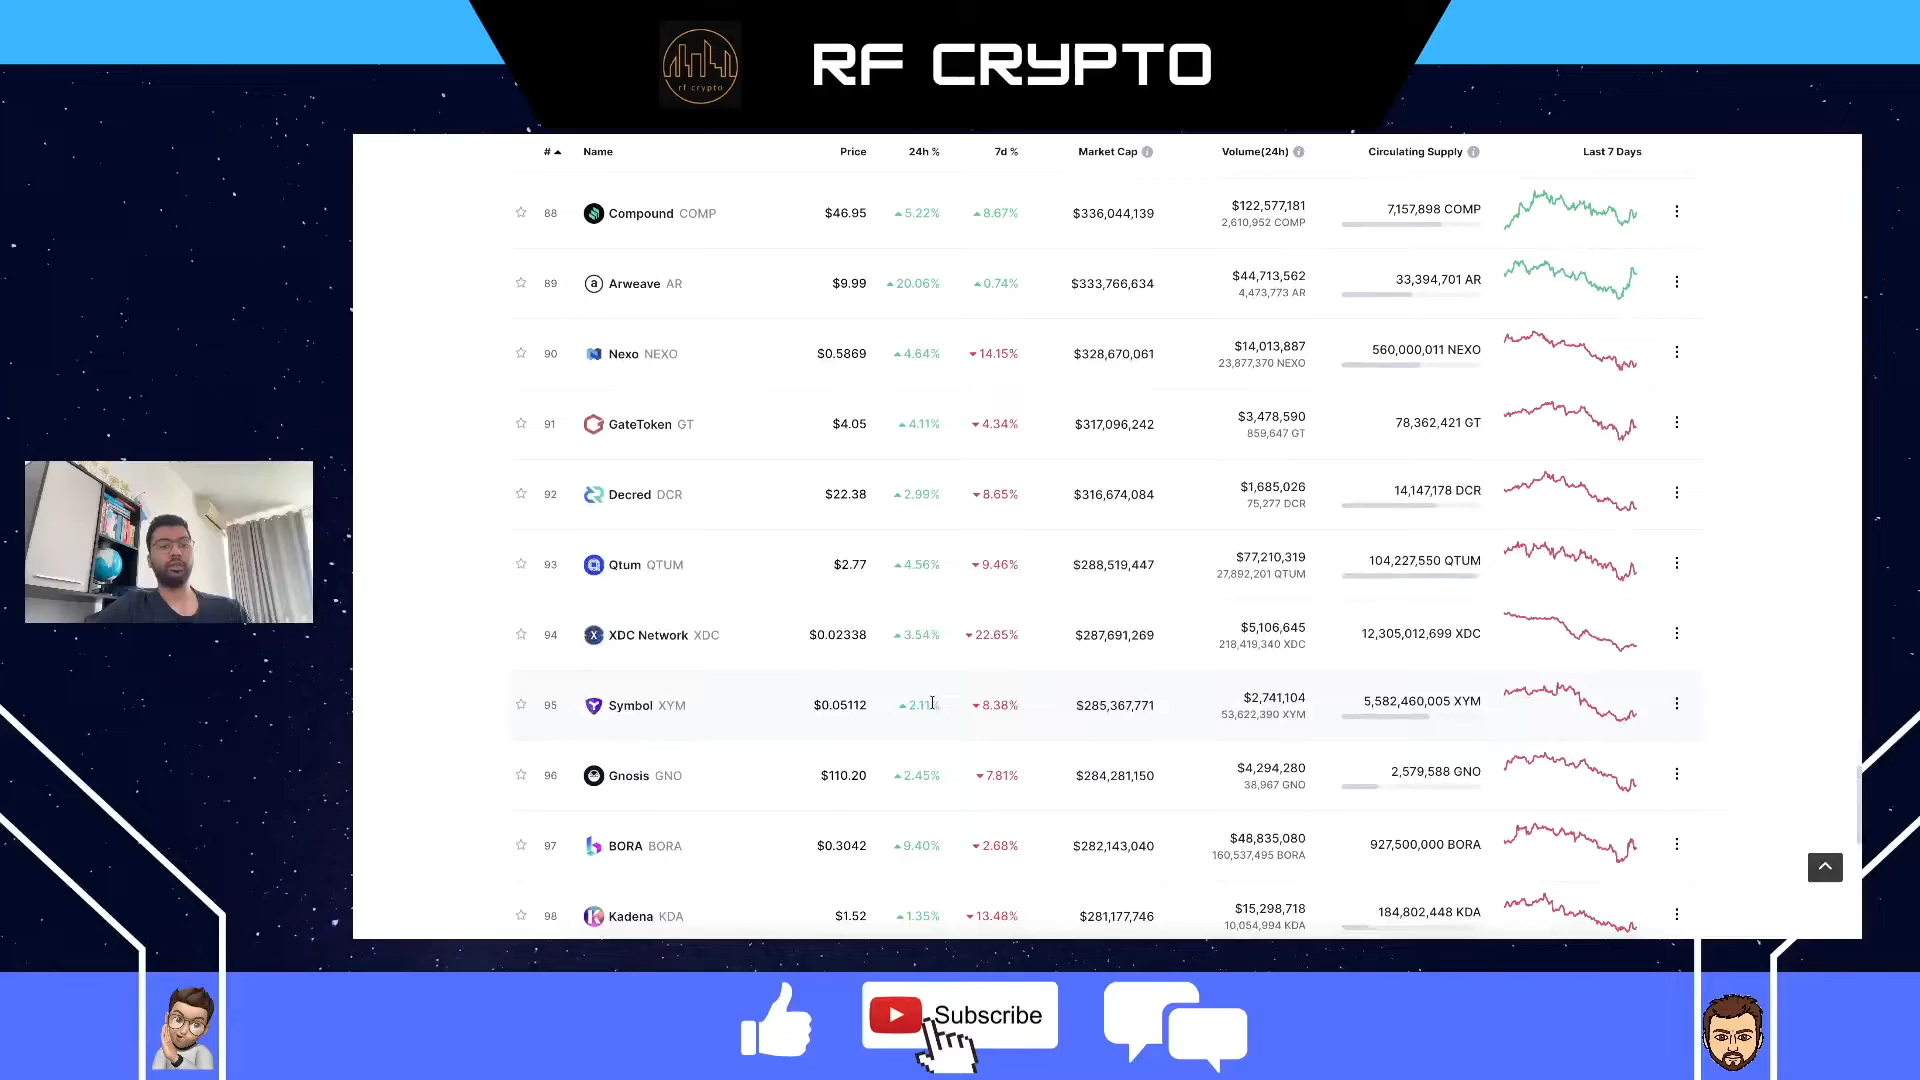 RF CRYPTO
rf crypto
# Name Price 24h % 7d % Market Cap Volume(24h) Circulating Supply Last 7 Days
88 Compound COMP $46.95 5.22% 8.67% $336,044,139 $122,577,181 7,157,898 COMP
2,610,952 COMP
89 Arweave AR $9.99 20.06% 0.74% $333,766,634 $44,713,562 33,394,701 AR
4,473,773 AR
90 Nexo NEXO $0.5869 4.64% 14.15% $328,670,061 $14,013,887 560,000,011 NEXO
23,877,370 NEXO
91 GateToken GT $4.05 4.11% 4.34% $317,096,242 $3,478,590 78,362,421 GT
859,647 GT
92 Decred DCR $22.38 2.99% 8.65% $316,674,084 $1,685,026 14,147,178 DCR
75,277 DCR
93 Qtum QTUM $2.77 4.56% 9.46% $288,519,447 $77,210,319 104,227,550 QTUM
27,892,201 QTUM
94 XDC Network XDC $0.02338 3.54% 22.65% $287,691,269 $5,106,645 12,305,012,699 XDC
218,419,340 XDC
95 Symbol XYM $0.05112 2.11% 8.38% $285,367,771 $2,741,104 5,582,460,005 XYM
53,622,390 XYM
96 Gnosis GNO $110.20 2.45% 7.81% $284,281,150 $4,294,280 2,579,588 GNO
38,967 GNO
97 BORA BORA $0.3042 9.40% 2.68% $282,143,040 $48,835,080 927,500,000 BORA
160,537,495 BORA
98 Kadena KDA $1.52 1.35% 13.48% $281,177,746 $15,298,718 184,802,448 KDA
10,054,994 KDA
Subscribe